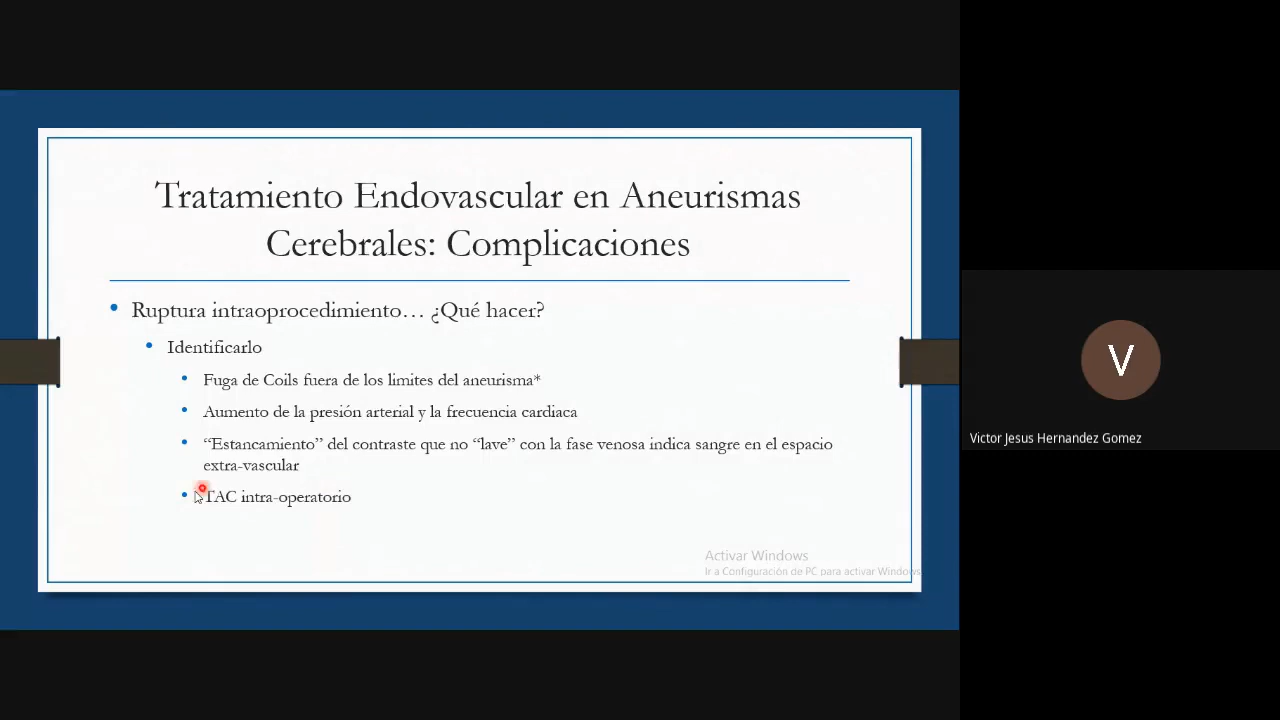 Tratamiento Endovascular en Aneurismas
Cerebrales: Complicaciones
Ruptura intraoprocedimiento… ¿Qué hacer?
Identificarlo
Fuga de Coils fuera de los limites del aneurisma*
Aumento de la presión arterial y la frecuencia cardiaca
“Estancamiento” del contraste que no “lave” con la fase venosa indica sangre en el espacio
extra-vascular
TAC intra-operatorio
Activar Windows
Ir a Configuración de PC para activar Windows
V
Victor Jesus Hernandez Gomez